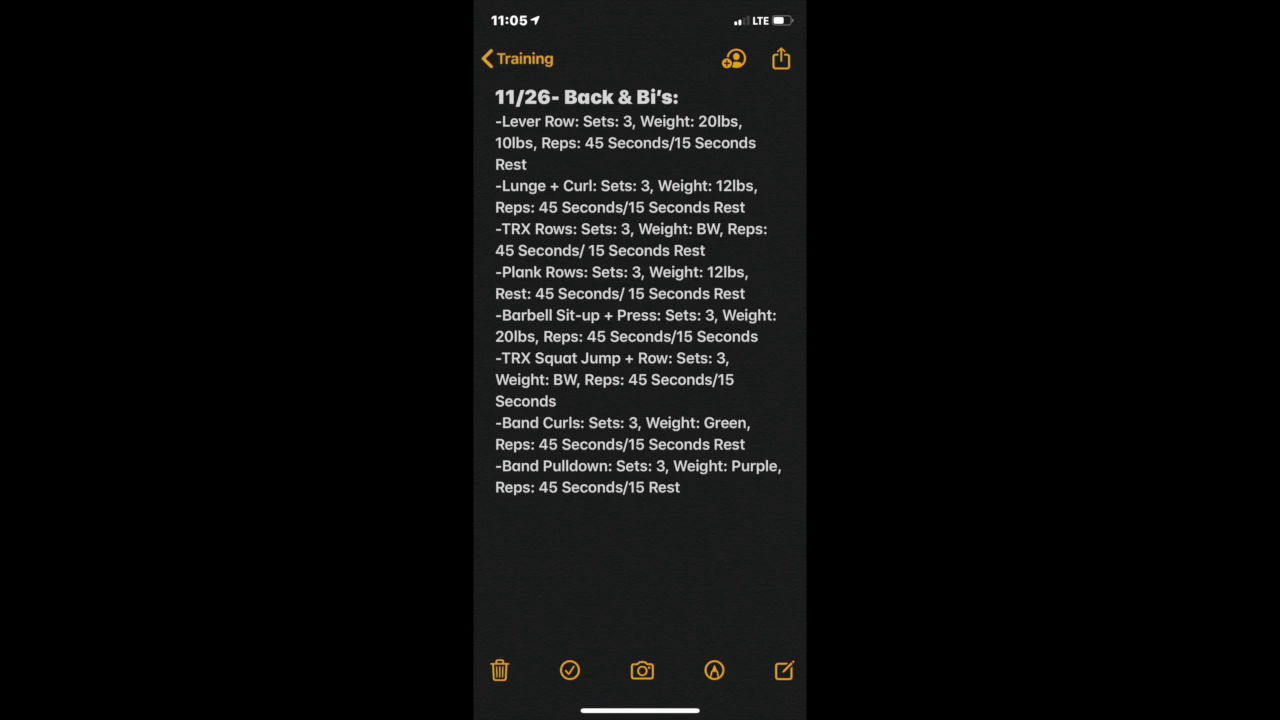 11:05
LTE
Training
11/26- Back & Bi's:
-Lever Row: Sets: 3, Weight: 20lbs,
10lbs, Reps: 45 Seconds/15 Seconds
Rest
-Lunge + Curl: Sets: 3, Weight: 12lbs,
Reps: 45 Seconds/15 Seconds Rest
-TRX Rows: Sets: 3, Weight: BW, Reps:
45 Seconds/ 15 Seconds Rest
-Plank Rows: Sets: 3, Weight: 12lbs,
Rest: 45 Seconds/ 15 Seconds Rest
-Barbell Sit-up + Press: Sets: 3, Weight:
20lbs, Reps: 45 Seconds/15 Seconds
-TRX Squat Jump + Row: Sets: 3,
Weight: BW, Reps: 45 Seconds/15
Seconds
-Band Curls: Sets: 3, Weight: Green,
Reps: 45 Seconds/15 Seconds Rest
-Band Pulldown: Sets: 3, Weight: Purple,
Reps: 45 Seconds/15 Rest